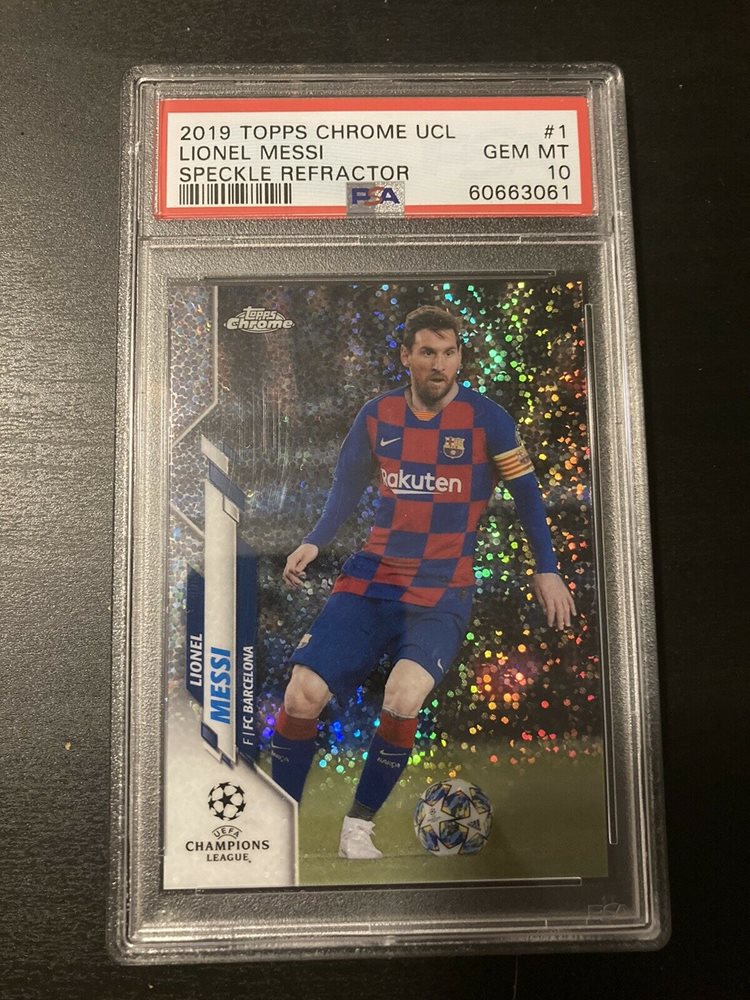 2019 TOPPS CHROME UCL #1
LIONEL MESSI GEM MT
SPECKLE REFRACTOR 10
PSA 60663061
topps
Chrome
Rakuten
LIONEL
MESSI
F | FC BARCELONA
UEFA
CHAMPIONS
LEAGUE
PSA